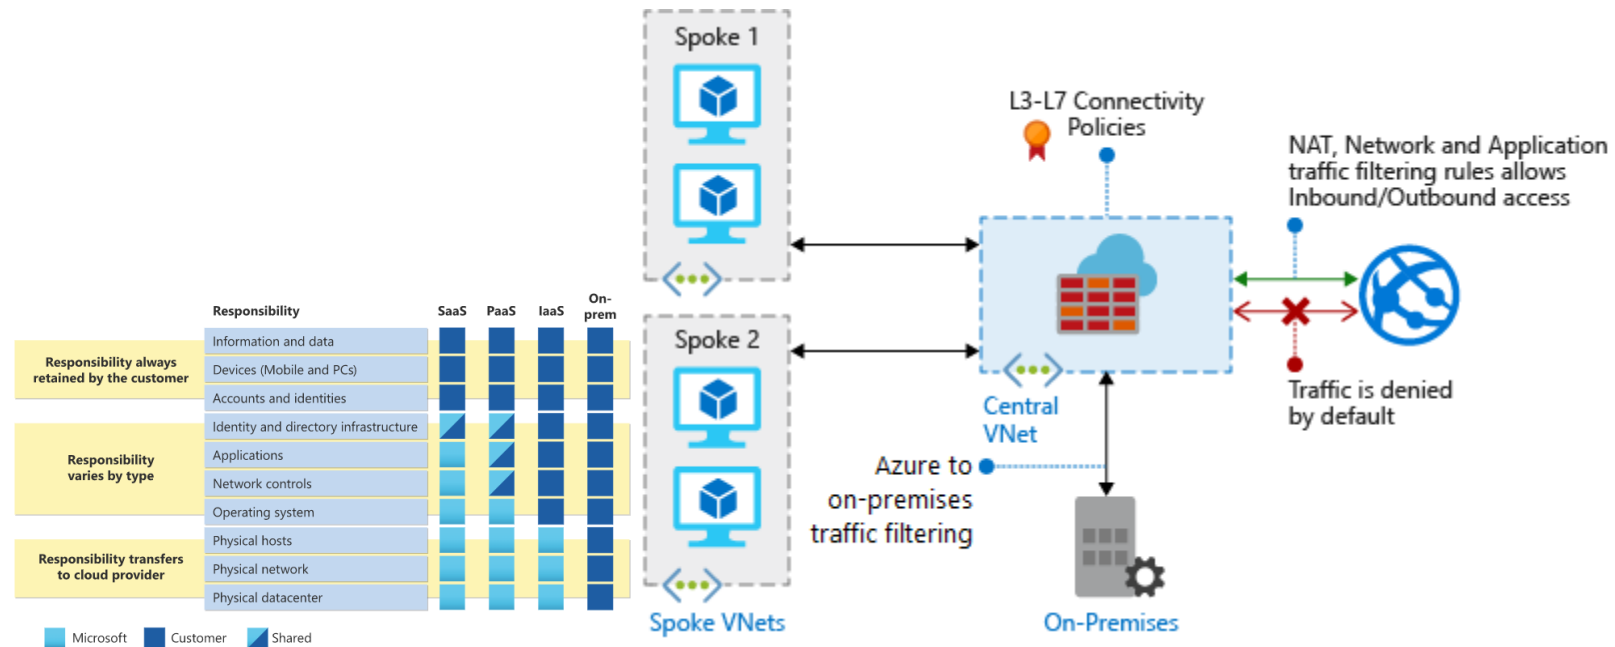 Responsibility SaaS PaaS IaaS On-
prem
Responsibility always
retained by the customer
Information and data
Devices (Mobile and PCs)
Accounts and identities
Responsibility
varies by type
Identity and directory infrastructure
Applications
Network controls
Operating system
Responsibility transfers
to cloud provider
Physical hosts
Physical network
Physical datacenter
Microsoft Customer Shared
Spoke 1
Spoke 2
Spoke VNets
L3-L7 Connectivity
Policies
Central
VNet
Azure to
on-premises
traffic filtering
On-Premises
NAT, Network and Application
traffic filtering rules allows
Inbound/Outbound access
Traffic is denied
by default